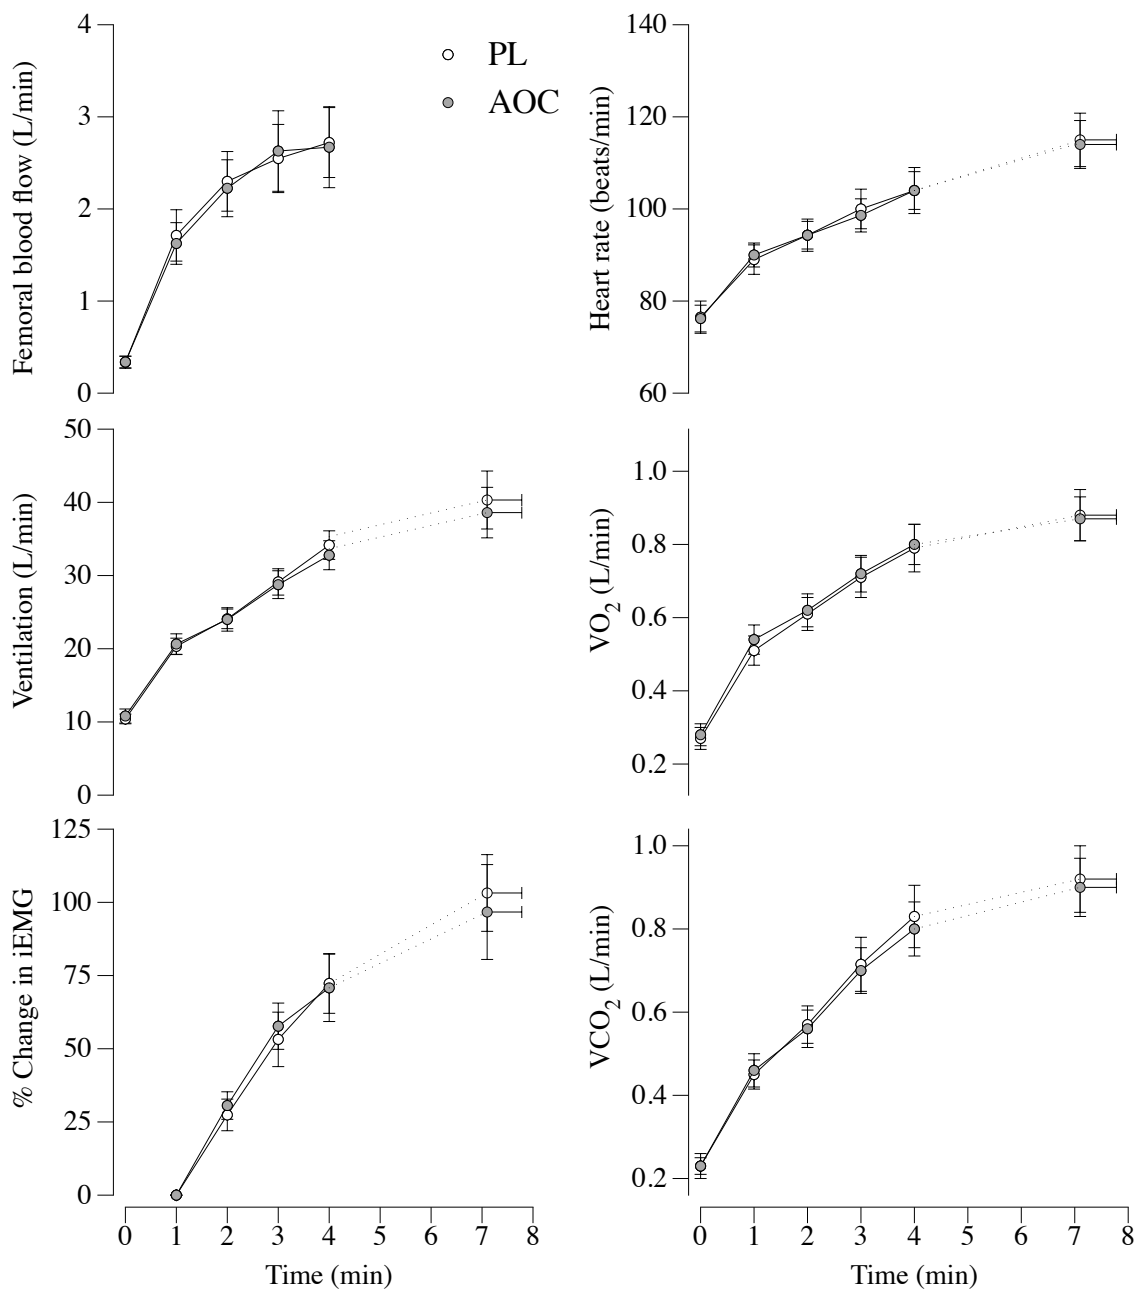 PL
AOC
Femoral blood flow (L/min)
4
3
2
1
0
Heart rate (beats/min)
140
120
100
80
60
Ventilation (L/min)
50
40
30
20
10
0
VO2 (L/min)
1.0
0.8
0.6
0.4
0.2
% Change in iEMG
125
100
75
50
25
0
0 1 2 3 4 5 6 7 8
Time (min)
VCO2 (L/min)
1.0
0.8
0.6
0.4
0.2
0 1 2 3 4 5 6 7 8
Time (min)